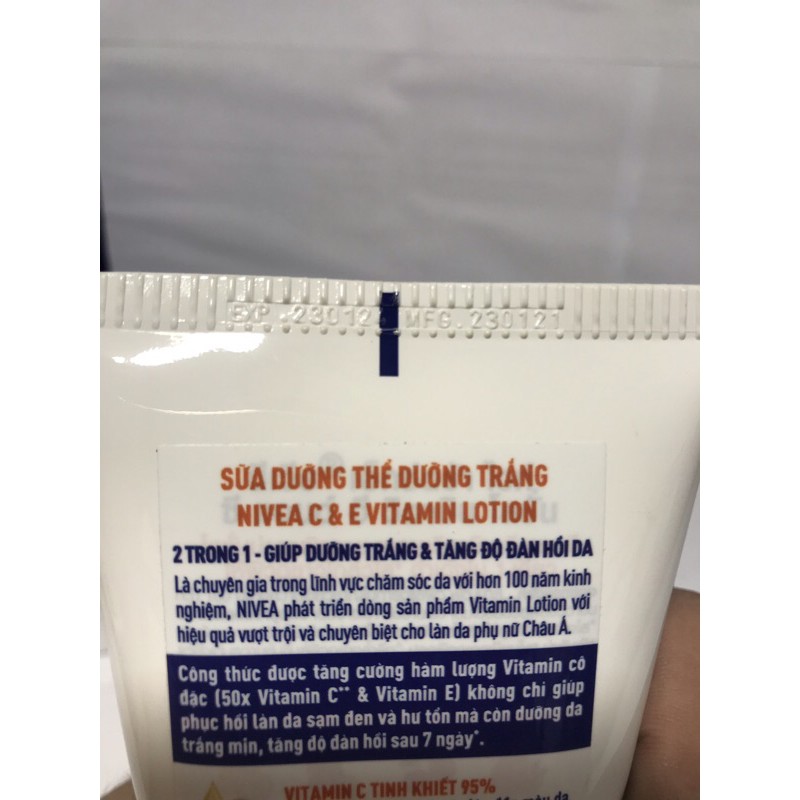 EXP. 23012 MFG. 230121
SỮA DƯỠNG THỂ DƯỠNG TRẮNG
NIVEA C & E VITAMIN LOTION
2 TRONG 1 - GIÚP DƯỠNG TRẮNG & TĂNG ĐỘ ĐÀN HỒI DA
Là chuyên gia trong lĩnh vực chăm sóc da với hơn 100 năm kinh
nghiệm, NIVEA phát triển dòng sản phẩm Vitamin Lotion với
hiệu quả vượt trội và chuyên biệt cho làn da phụ nữ Châu Á.
Công thức được tăng cường hàm lượng Vitamin cô
đặc (50x Vitamin C** & Vitamin E) không chỉ giúp
phục hồi làn da sạm đen và hư tổn mà còn dưỡng da
trắng mịn, tăng độ đàn hồi sau 7 ngày*.
VITAMIN C TINH KHIẾT 95%